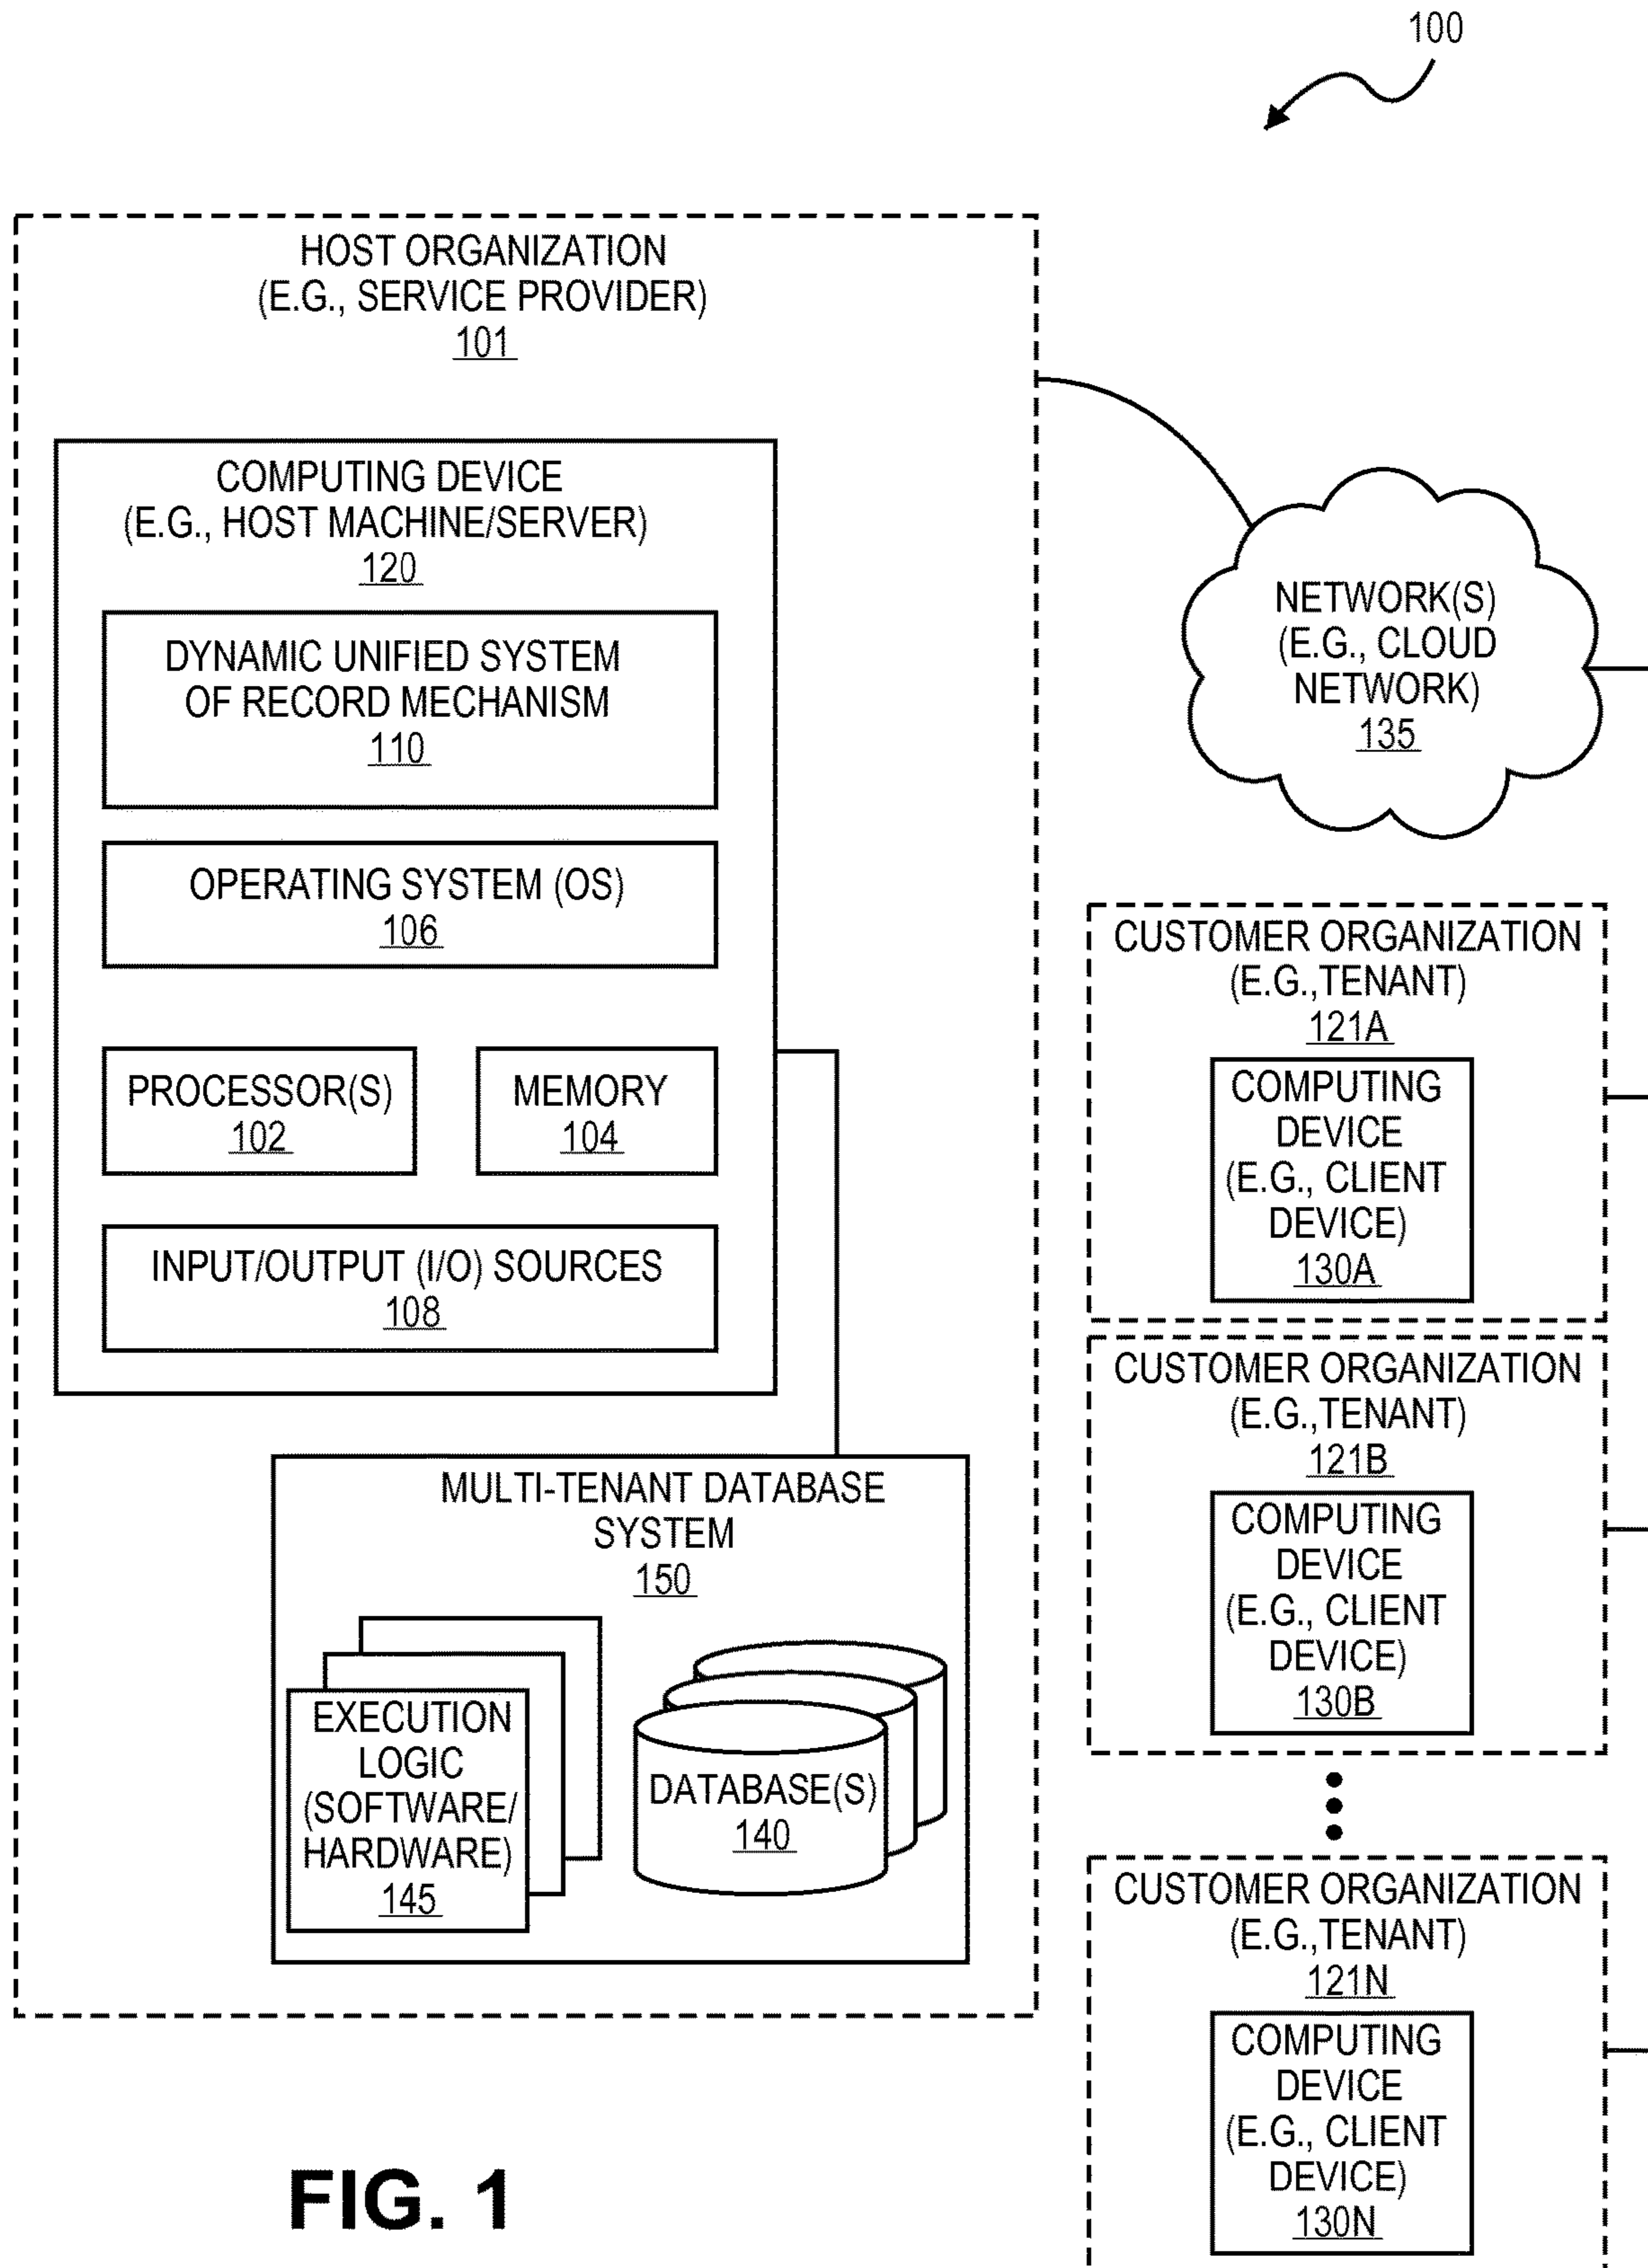 100
HOST ORGANIZATION
(E.G., SERVICE PROVIDER)
101
COMPUTING DEVICE
(E.G., HOST MACHINE/SERVER)
120
DYNAMIC UNIFIED SYSTEM
OF RECORD MECHANISM
110
OPERATING SYSTEM (OS)
106
PROCESSOR(S)
102
MEMORY
104
INPUT/OUTPUT (I/O) SOURCES
108
MULTI-TENANT DATABASE
SYSTEM
150
EXECUTION
LOGIC
(SOFTWARE/
HARDWARE)
145
DATABASE(S)
140
NETWORK(S)
(E.G., CLOUD
NETWORK)
135
CUSTOMER ORGANIZATION
(E.G.,TENANT)
121A
COMPUTING
DEVICE
(E.G., CLIENT
DEVICE)
130A
CUSTOMER ORGANIZATION
(E.G.,TENANT)
121B
COMPUTING
DEVICE
(E.G., CLIENT
DEVICE)
130B
CUSTOMER ORGANIZATION
(E.G.,TENANT)
121N
COMPUTING
DEVICE
(E.G., CLIENT
DEVICE)
130N
FIG. 1